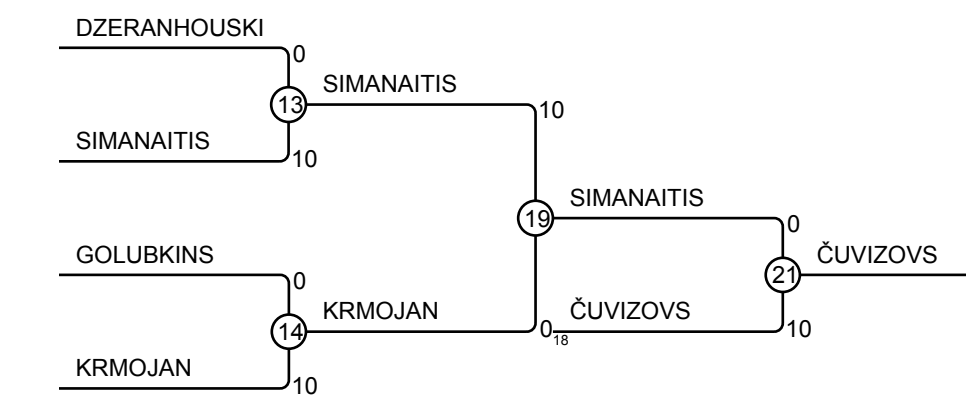 DZERANHOUSKI
0
SIMANAITIS
13
10
SIMANAITIS
10
19
SIMANAITIS
0
21
ČUVIZOVS
GOLUBKINS
0
KRMOJAN
14
0
18
ČUVIZOVS
10
KRMOJAN
10